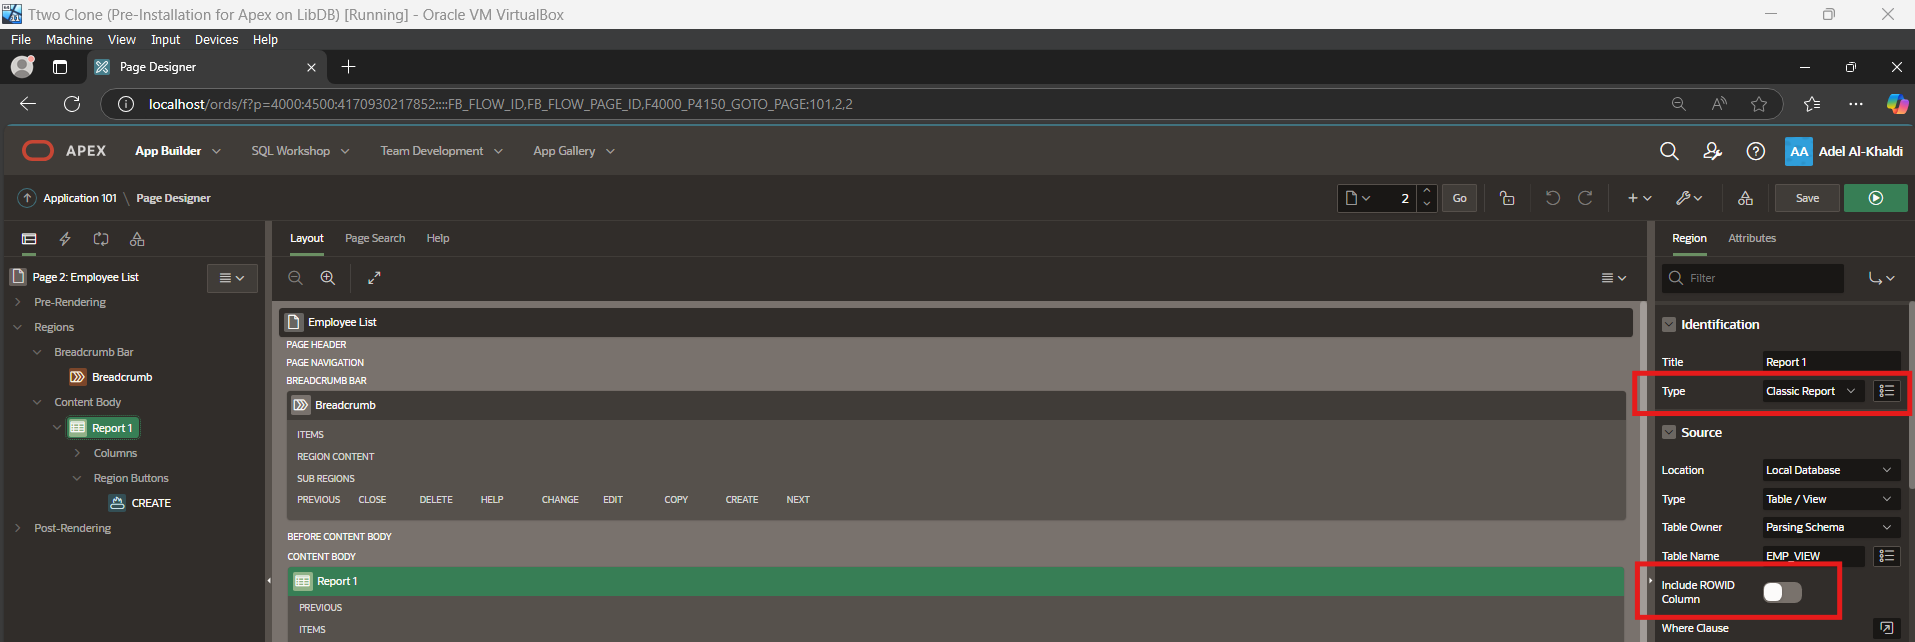 Ttwo Clone (Pre-Installation for Apex on LibDB) [Running] - Oracle VM VirtualBox
File Machine View Input Devices Help
Page Designer
localhost/ords/f?p=4000:4500:4170930217852::::FB_FLOW_ID,FB_FLOW_PAGE_ID,F4000_P4150_GOTO_PAGE:101,2,2
APEX App Builder SQL Workshop Team Development App Gallery AA Adel Al-Khaldi
Application 101 \ Page Designer 2 Go Save
Layout Page Search Help Region Attributes
Page 2: Employee List
Filter
Pre-Rendering
Regions
Breadcrumb Bar
Breadcrumb
Content Body
Report 1
Columns
Region Buttons
CREATE
Post-Rendering
Employee List
PAGE HEADER
PAGE NAVIGATION
BREADCRUMB BAR
Breadcrumb
ITEMS
REGION CONTENT
SUB REGIONS
PREVIOUS CLOSE DELETE HELP CHANGE EDIT COPY CREATE NEXT
BEFORE CONTENT BODY
CONTENT BODY
Report 1
PREVIOUS
ITEMS
Identification
Title Report 1
Type Classic Report
Source
Location Local Database
Type Table / View
Table Owner Parsing Schema
Table Name EMP_VIEW
Include ROWID
Column
Where Clause